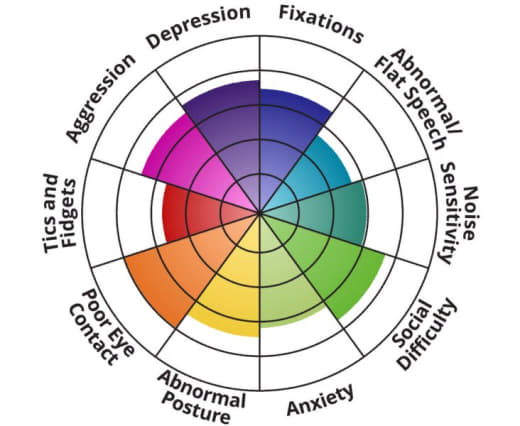 Depression
Fixations
Abnormal/
Flat Speech
Noise
Sensitivity
Social
Difficulty
Anxiety
Abnormal
Posture
Poor Eye
Contact
Tics and
Fidgets
Aggression